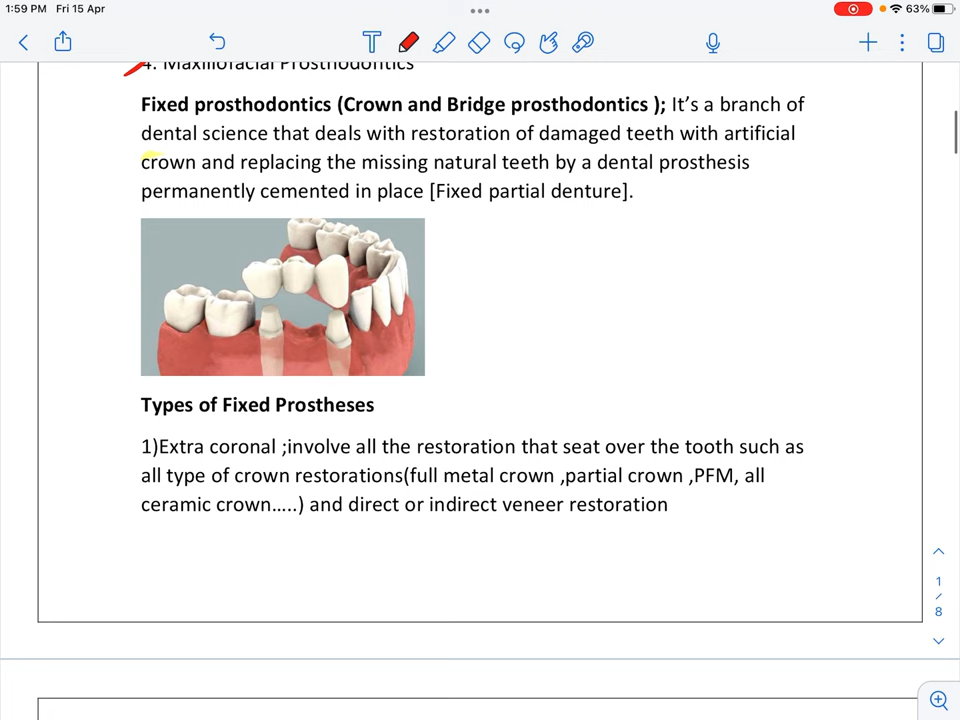 1:59 PM Fri 15 Apr
63%
4. Maxillofacial Prosthodontics
Fixed prosthodontics (Crown and Bridge prosthodontics ); It’s a branch of
dental science that deals with restoration of damaged teeth with artificial
crown and replacing the missing natural teeth by a dental prosthesis
permanently cemented in place [Fixed partial denture].
Types of Fixed Prostheses
1)Extra coronal ;involve all the restoration that seat over the tooth such as
all type of crown restorations(full metal crown ,partial crown ,PFM, all
ceramic crown…..) and direct or indirect veneer restoration
1
/
8